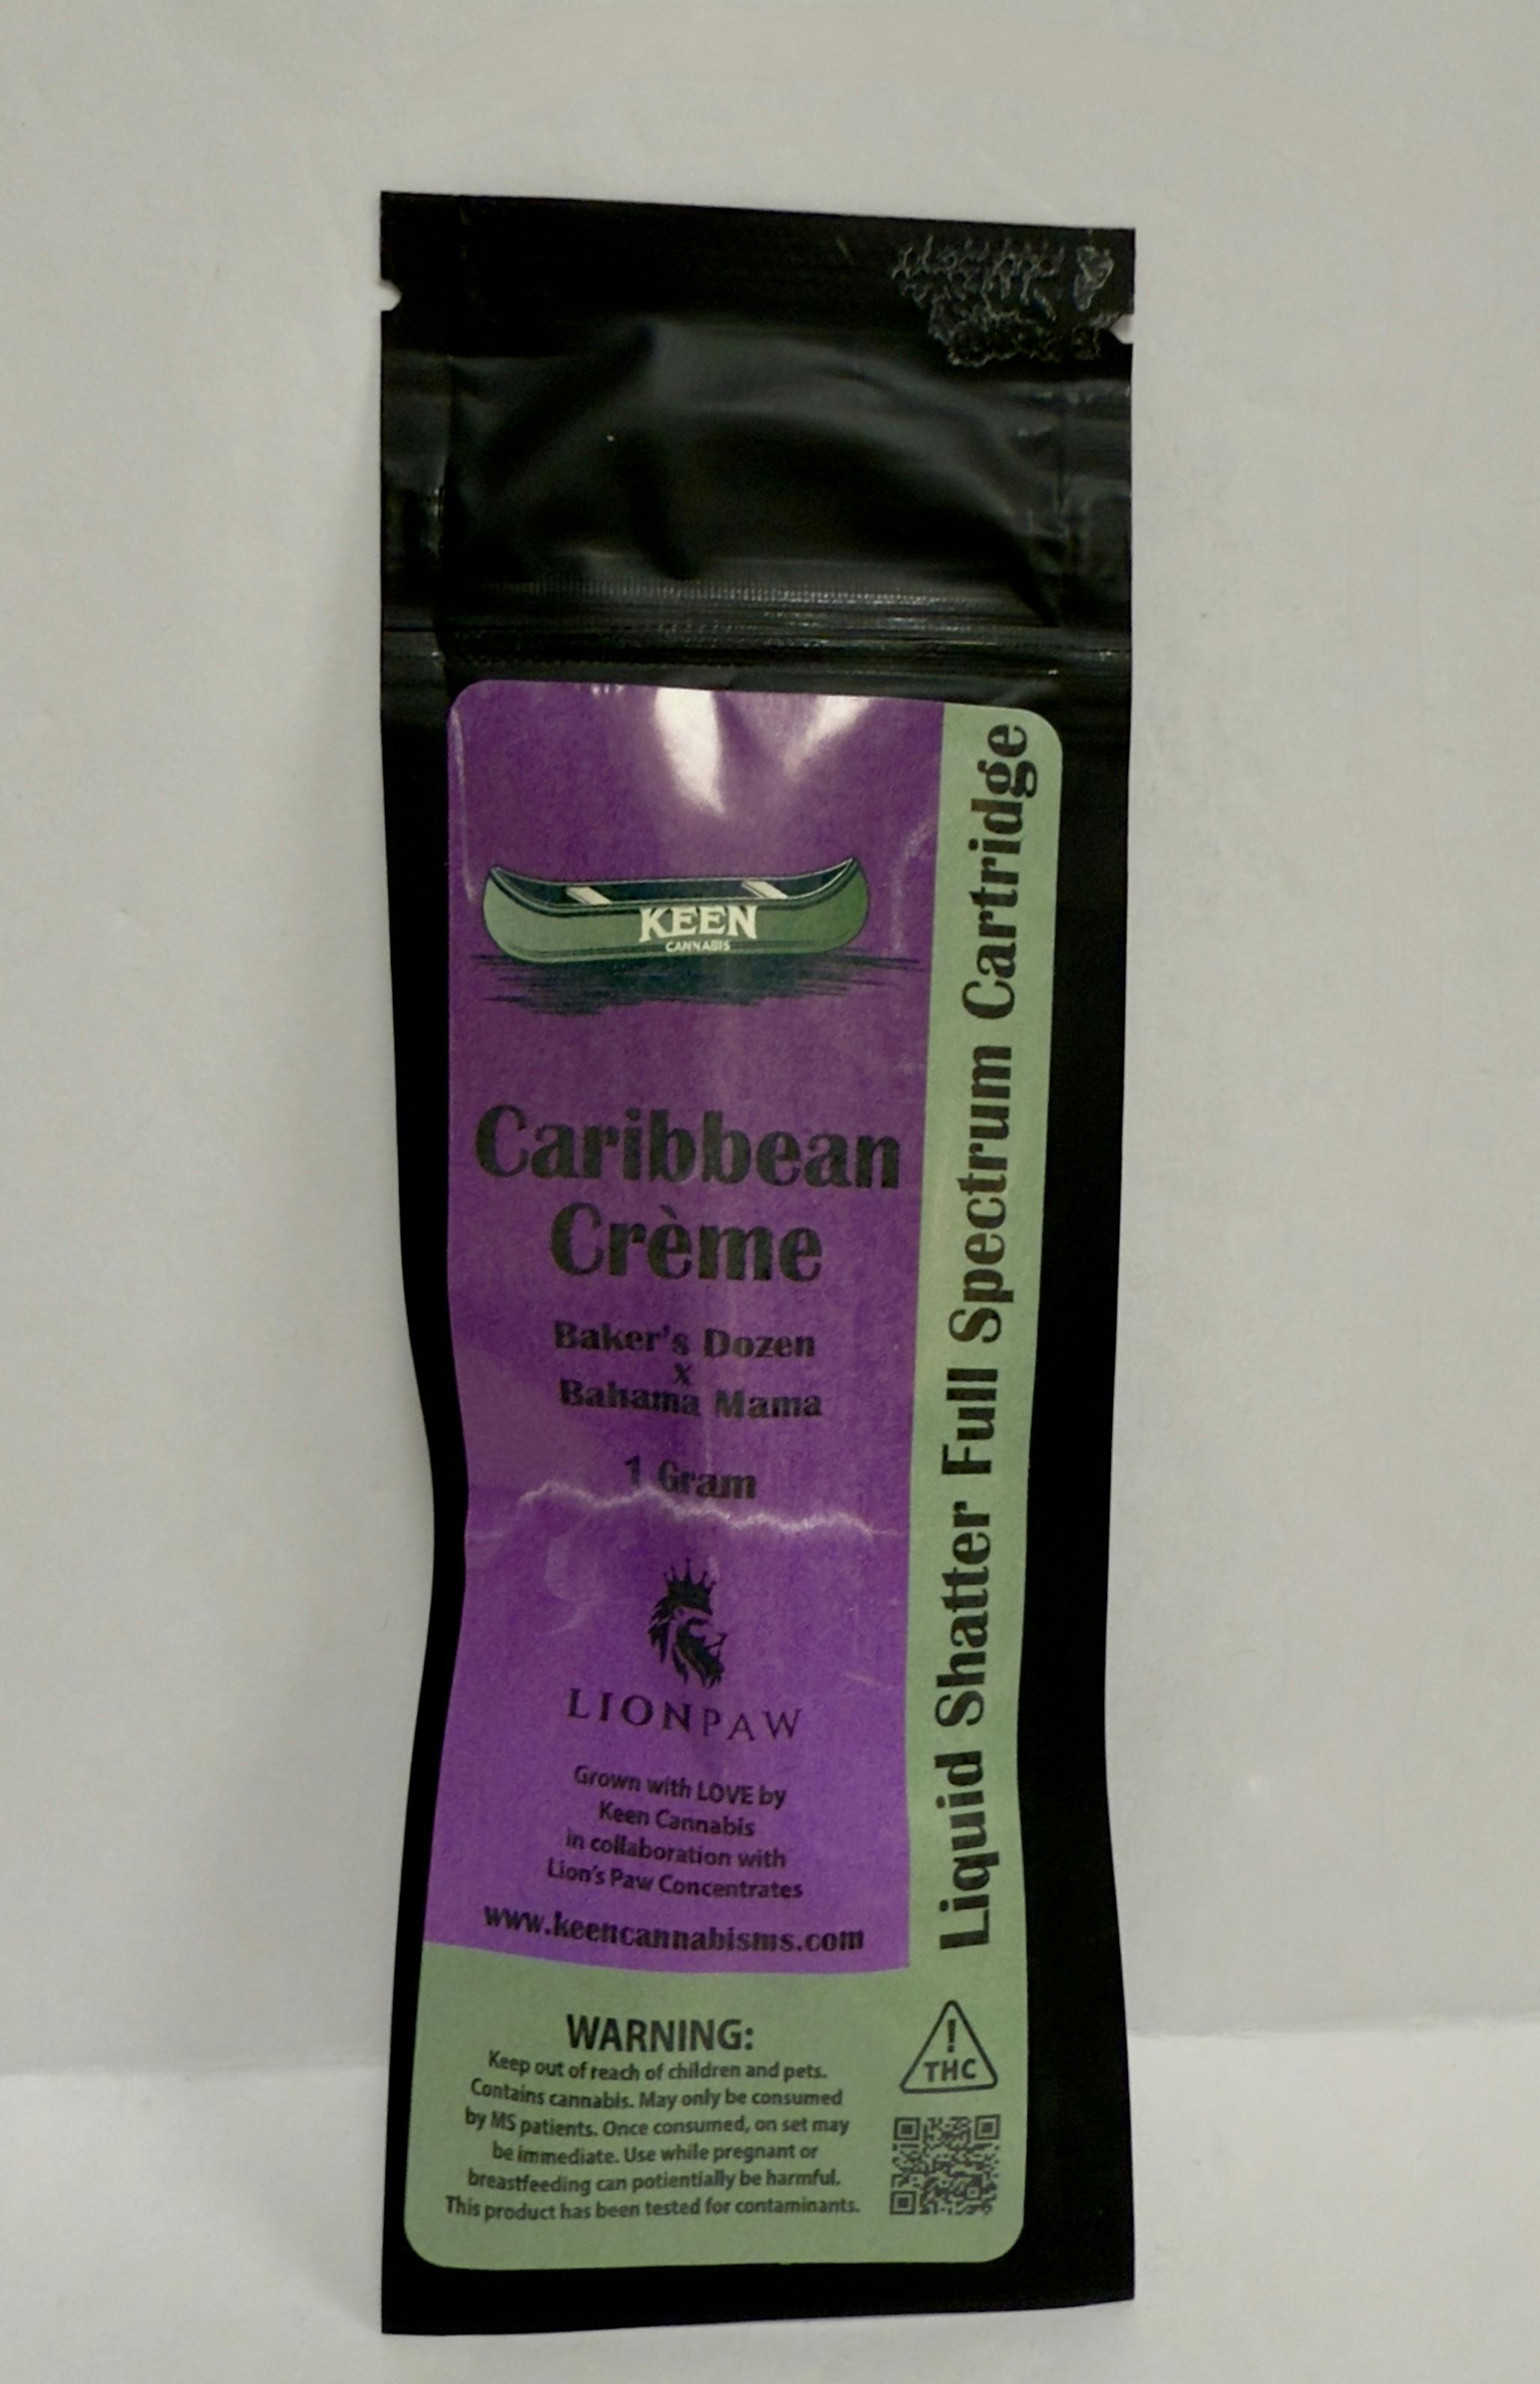 KEEN
CANNABIS
Caribbean
Crème
Baker's Dozen
x
Bahama Mama
1 Gram
LIONPAW
Grown with LOVE by
Keen Cannabis
in collaboration with
Lion's Paw Concentrates
www.keencannabisms.com
Liquid Shatter Full Spectrum Cartridge
WARNING:
Keep out of reach of children and pets.
Contains cannabis. May only be consumed
by MS patients. Once consumed, on set may
be immediate. Use while pregnant or
breastfeeding can potientially be harmful.
This product has been tested for contaminants.
!
THC